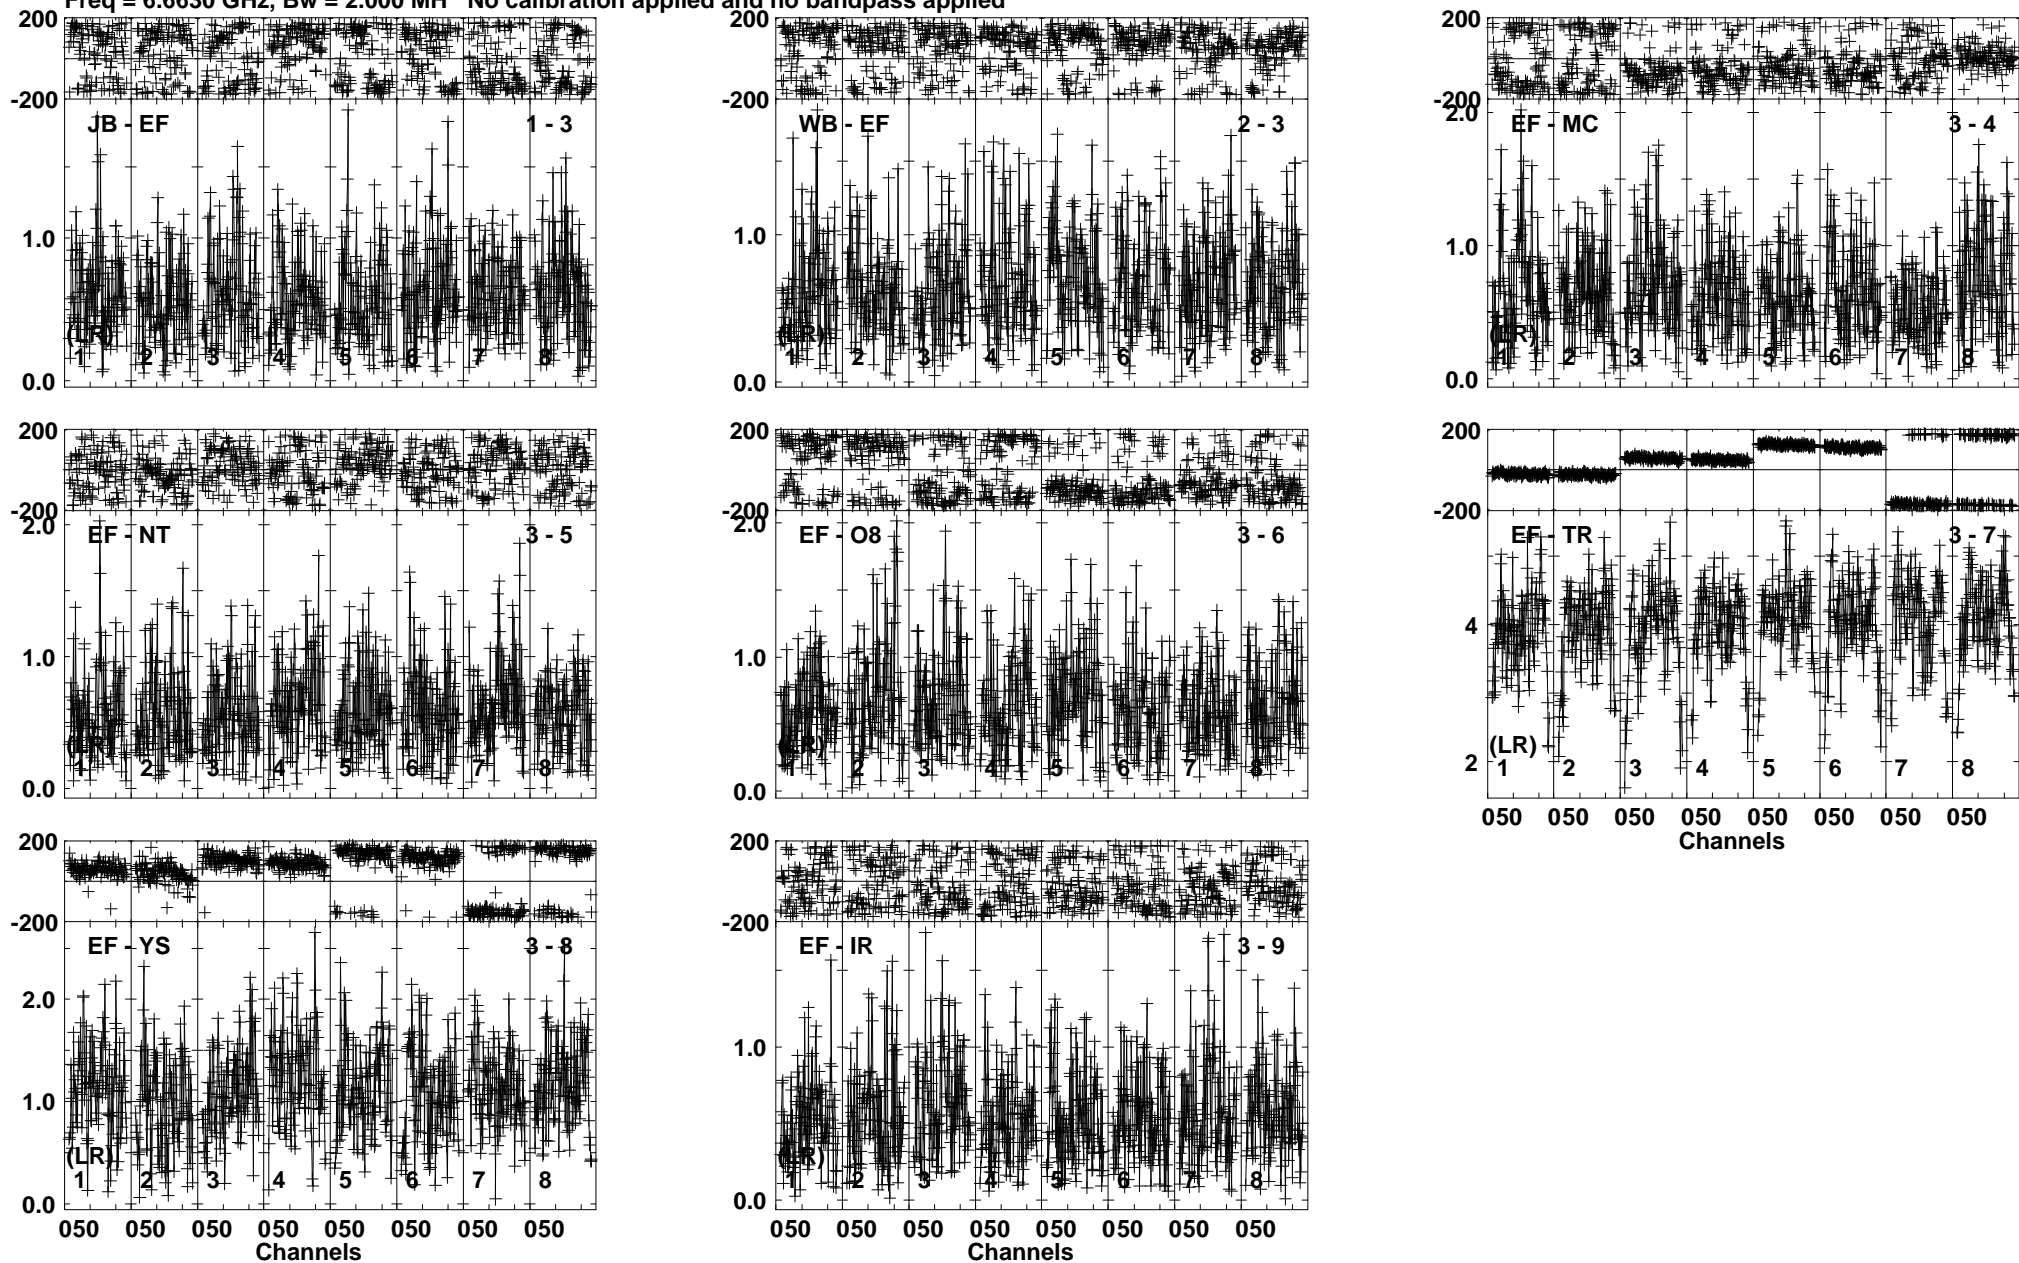 Freq = 6.6630 GHz, Bw = 2.000 MH No calibration applied and no bandpass applied
200
-200
JB - EF
1 - 3
1.0
0.0
(LR)
1 2 3 4 5 6 7 8
200
-200
WB - EF
2 - 3
1.0
0.0
(LR)
1 2 3 4 5 6 7 8
200
-200
2.0
EF - MC
3 - 4
1.0
0.0
(LR)
1 2 3 4 5 6 7 8
200
-200
2.0
EF - NT
3 - 5
1.0
0.0
(LR)
1 2 3 4 5 6 7 8
200
-200
2.0
EF - O8
3 - 6
1.0
0.0
(LR)
1 2 3 4 5 6 7 8
200
-200
EF - TR
3 - 7
4
2
(LR)
1 2 3 4 5 6 7 8
050 050 050 050 050 050 050 050
Channels
200
-200
EF - YS
3 - 8
2.0
1.0
0.0
(LR)
1 2 3 4 5 6 7 8
050 050 050 050 050 050 050 050
Channels
200
-200
EF - IR
3 - 9
1.0
0.0
(LR)
1 2 3 4 5 6 7 8
050 050 050 050 050 050 050 050
Channels